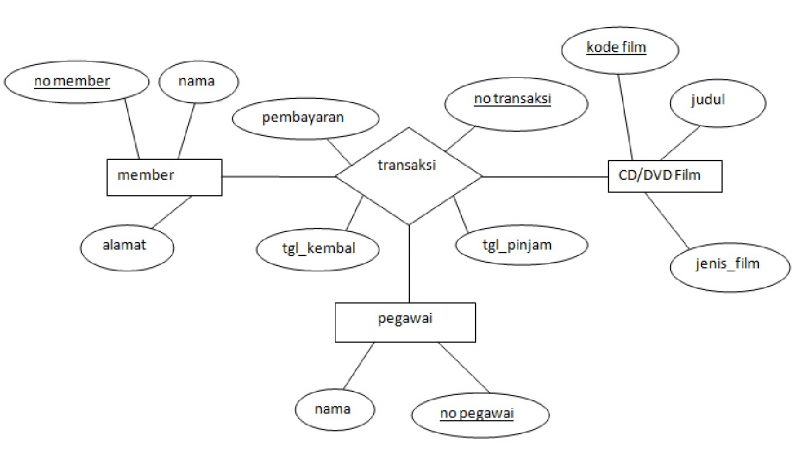 kode film
no member
nama
no transaksi
judul
pembayaran
transaksi
member
CD/DVD Film
alamat
tgl_kembal
tgl_pinjam
jenis_film
pegawai
nama
no pegawai